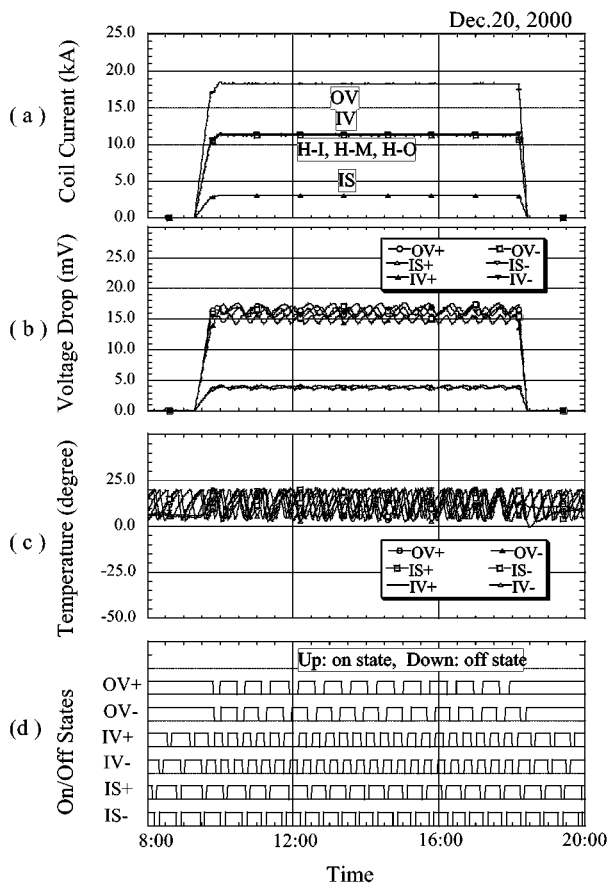 Dec.20, 2000
( a )
Coil Current (kA)
25.0
20.0
15.0
10.0
5.0
0.0
OV
IV
H-I, H-M, H-O
IS
( b )
Voltage Drop (mV)
25.0
20.0
15.0
10.0
5.0
0.0
OV+ OV-
IS+ IS-
IV+ IV-
( c )
Temperature (degree)
25.0
0.0
-25.0
-50.0
OV+ OV-
IS+ IS-
IV+ IV-
(d)
On/Off States
Up: on state, Down: off state
OV+
OV-
IV+
IV-
IS+
IS-
8:00 12:00 16:00 20:00
Time